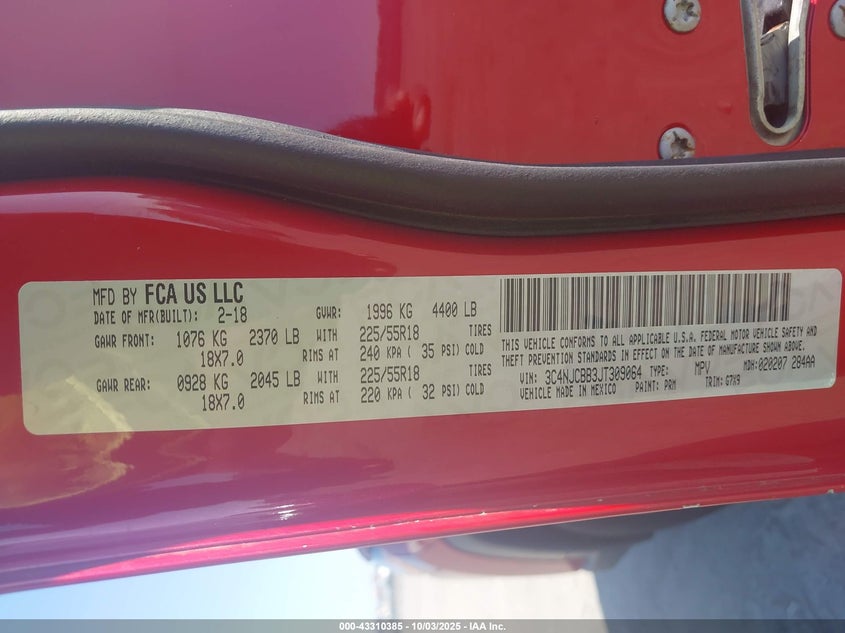 MFD BY FCA US LLC
DATE OF MFR(BUILT): 2-18 GVWR: 1996 KG 4400 LB
GAWR FRONT: 1076 KG 2370 LB WITH 225/55R18 TIRES
18X7.0 RIMS AT 240 KPA ( 35 PSI) COLD
GAWR REAR: 0928 KG 2045 LB WITH 225/55R18 TIRES
18X7.0 RIMS AT 220 KPA ( 32 PSI) COLD
THIS VEHICLE CONFORMS TO ALL APPLICABLE U.S.A. FEDERAL MOTOR VEHICLE SAFETY AND
THEFT PREVENTION STANDARDS IN EFFECT ON THE DATE OF MANUFACTURE SHOWN ABOVE.
VIN: 3C4NJCBB3JT309064 TYPE: MPV MDH: 020207 284AA
VEHICLE MADE IN MEXICO PAINT: PRM TRIM: G7X9
000-43310385 - 10/03/2025 - IAA Inc.